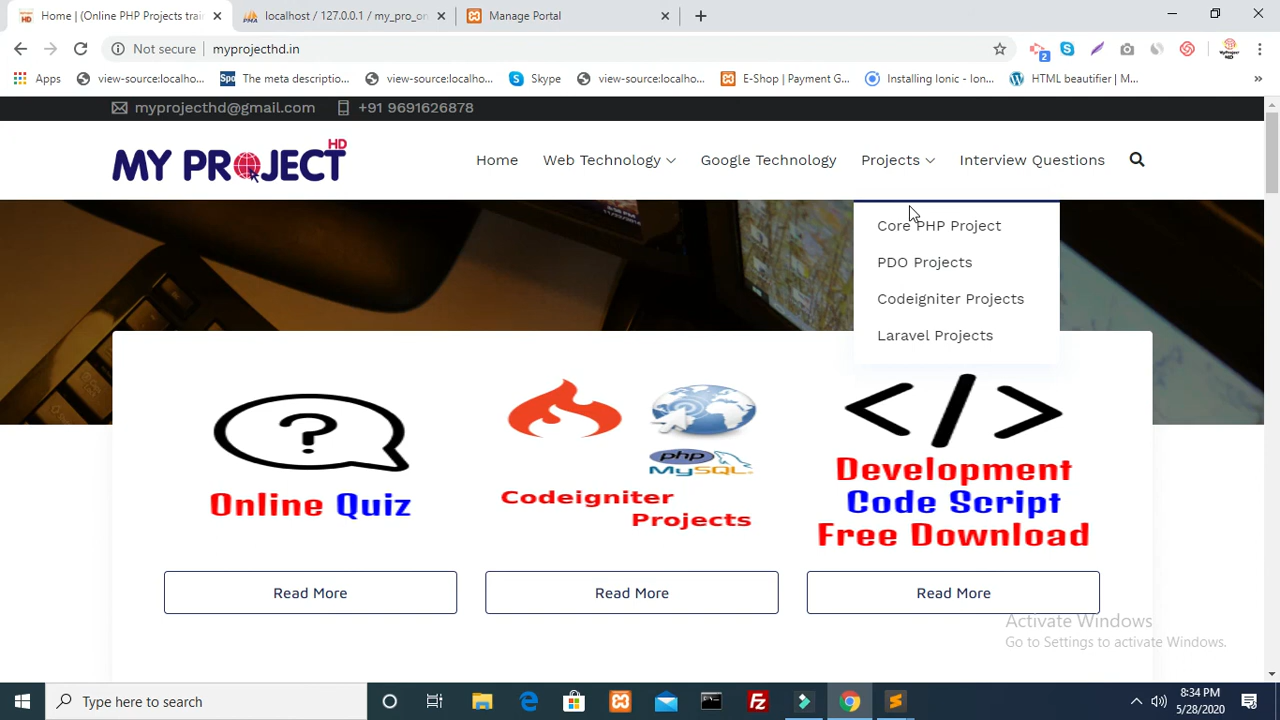 Home | (Online PHP Projects trai
localhost / 127.0.0.1 / my_pro_on
Manage Portal
Not secure
myprojecthd.in
2
Apps
view-source:localho...
Spo
The meta descriptio...
view-source:localho...
Skype
view-source:localho...
E-Shop | Payment G...
Installing Ionic - Ion...
HTML beautifier | M...
»
myprojecthd@gmail.com
+91 9691626878
MY PROJECT HD
Home
Web Technology
Google Technology
Projects
Interview Questions
Core PHP Project
PDO Projects
Codeigniter Projects
Laravel Projects
?
Online Quiz
php
MySQL
Codeigniter
Projects
</>
Development
Code Script
Free Download
Read More
Read More
Read More
Activate Windows
Go to Settings to activate Windows.
Type here to search
Fz
8:34 PM
5/28/2020